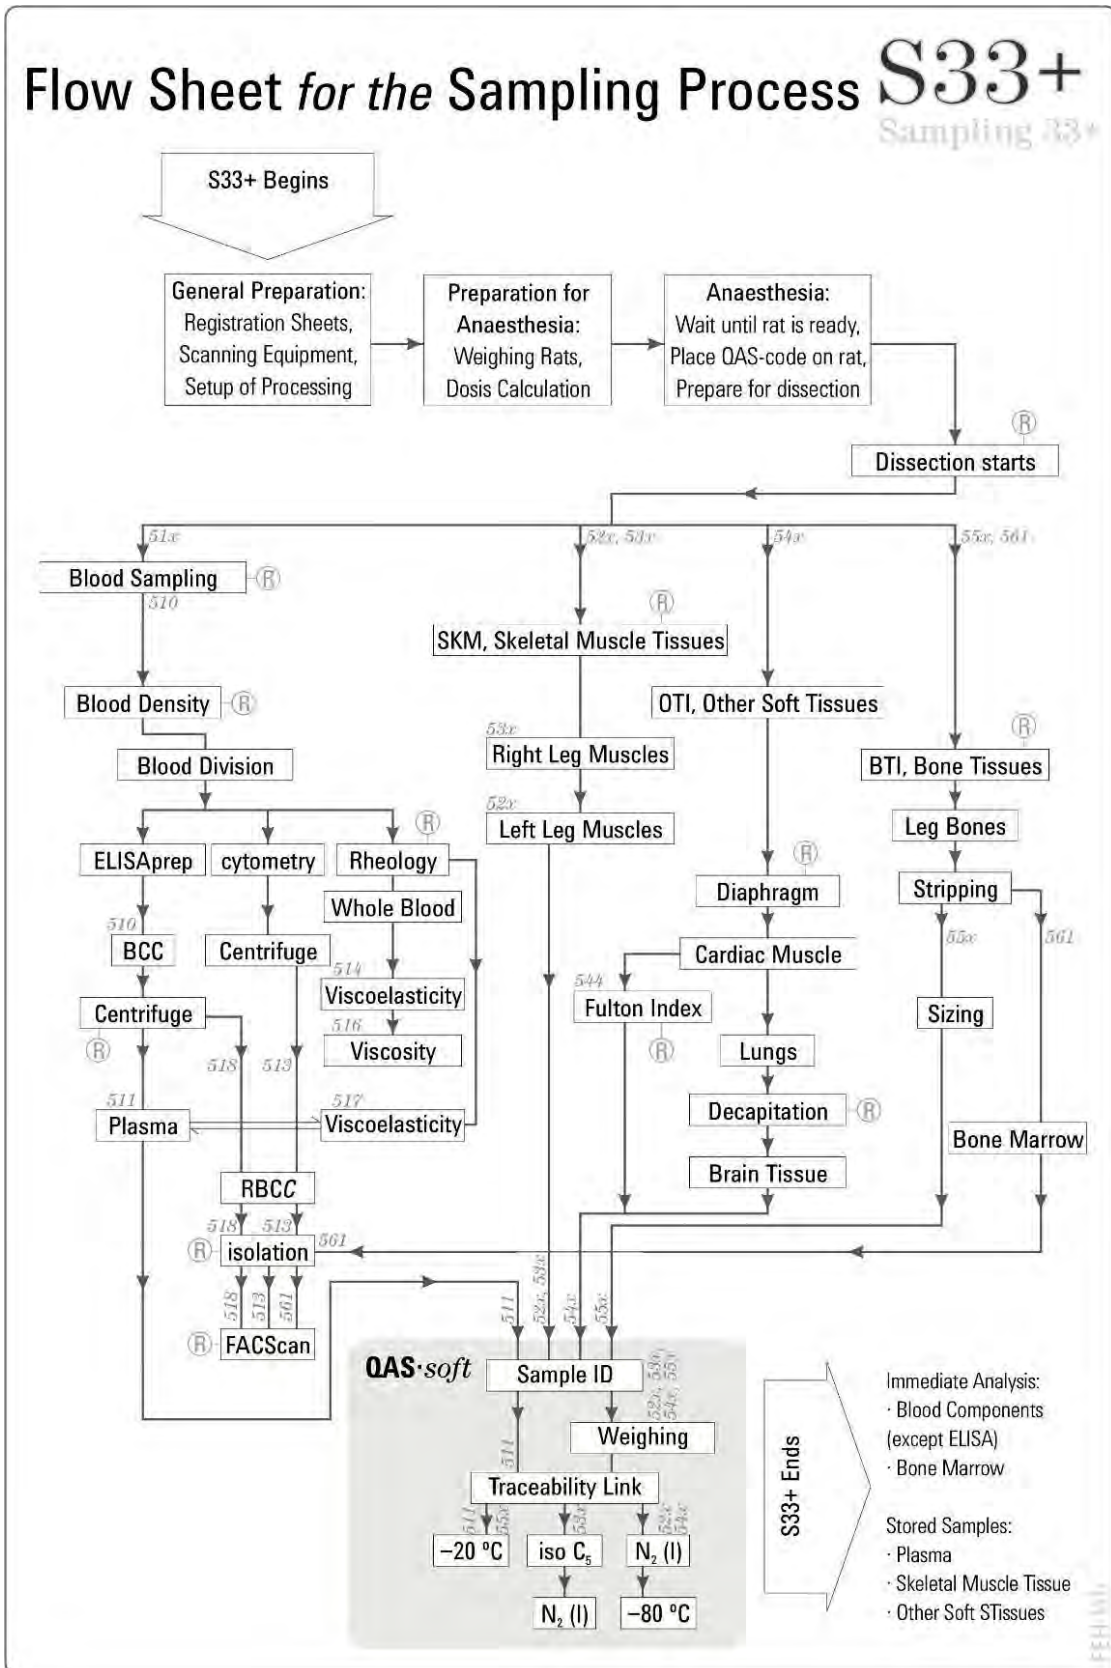 Flow Sheet for the Sampling Process S33+
Sampling 33+
S33+ Begins
General Preparation:
Registration Sheets,
Scanning Equipment,
Setup of Processing
Preparation for
Anaesthesia:
Weighing Rats,
Dosis Calculation
Anaesthesia:
Wait until rat is ready,
Place QAS-code on rat,
Prepare for dissection
R
Dissection starts
51x
52x, 53x
54x
55x, 561
Blood Sampling
R
510
R
SKM, Skeletal Muscle Tissues
Blood Density
R
OTI, Other Soft Tissues
R
BTI, Bone Tissues
Blood Division
53x
Right Leg Muscles
52x
Left Leg Muscles
Leg Bones
R
ELISAprep
cytometry
Rheology
R
Diaphragm
Stripping
Whole Blood
510
BCC
Centrifuge
Cardiac Muscle
55x
561
514
Viscoelasticity
544
Fulton Index
R
Sizing
Centrifuge
R
516
Viscosity
Lungs
518
513
511
Plasma
517
Viscoelasticity
Decapitation
R
Bone Marrow
Brain Tissue
RBCC
518
513
R
isolation
561
518
513
561
R
FACScan
511
52x, 53x
54x
55x
QAS·soft
Sample ID
52x, 53x,
54x, 55x
Weighing
511
Traceability Link
511
55x
53x
52x
54x
–20 ºC
iso C5
N2 (l)
N2 (l)
–80 ºC
S33+ Ends
Immediate Analysis:
· Blood Components
(except ELISA)
· Bone Marrow
Stored Samples:
· Plasma
· Skeletal Muscle Tissue
· Other Soft STissues